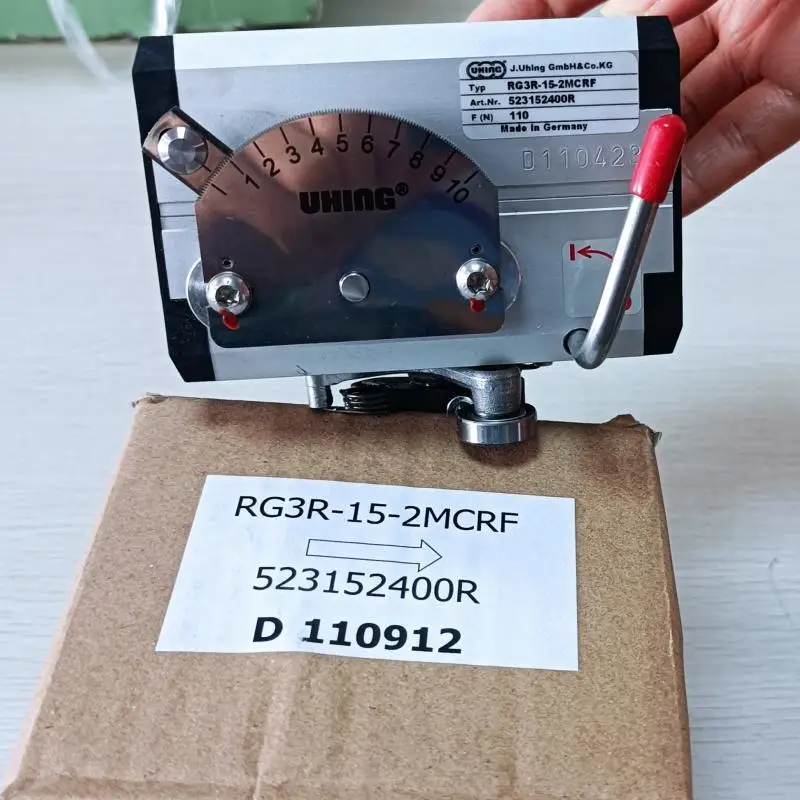 UHING J.Uhing GmbH&Co.KG
Typ RG3R-15-2MCRF
Art.Nr. 523152400R
F (N) 110
Made in Germany
D110423
1 2 3 4 5 6 7 8 9 10
UHING®
RG3R-15-2MCRF
523152400R
D 110912